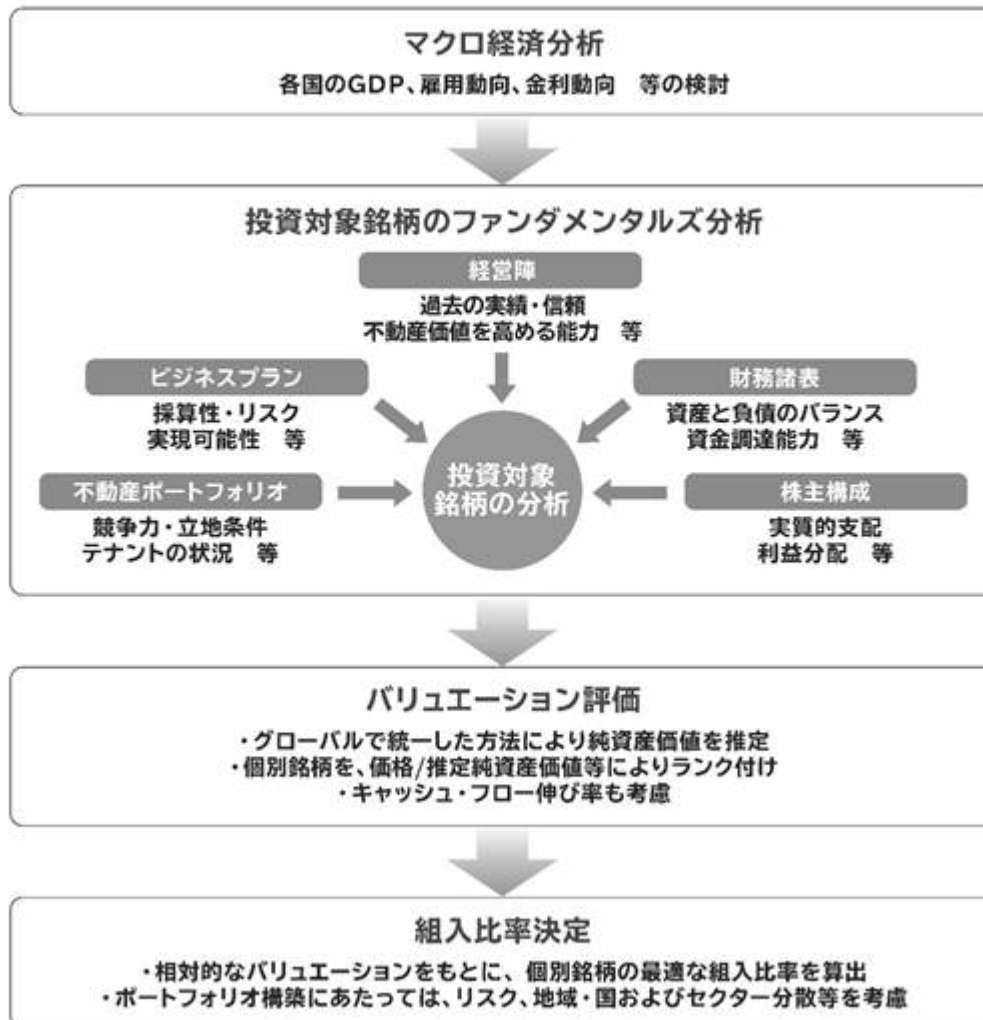 マクロ経済分析
各国のGDP、雇用動向、金利動向　等の検討
投資対象銘柄のファンダメンタルズ分析
経営陣
過去の実績・信頼
不動産価値を高める能力　等
ビジネスプラン
採算性・リスク
実現可能性　等
財務諸表
資産と負債のバランス
資金調達能力　等
不動産ポートフォリオ
競争力・立地条件
テナントの状況　等
投資対象
銘柄の分析
株主構成
実質的支配
利益分配　等
バリュエーション評価
・グローバルで統一した方法により純資産価値を推定
・個別銘柄を、価格/推定純資産価値等によりランク付け
・キャッシュ・フロー伸び率も考慮
組入比率決定
・相対的なバリュエーションをもとに、個別銘柄の最適な組入比率を算出
・ポートフォリオ構築にあたっては、リスク、地域・国およびセクター分散等を考慮